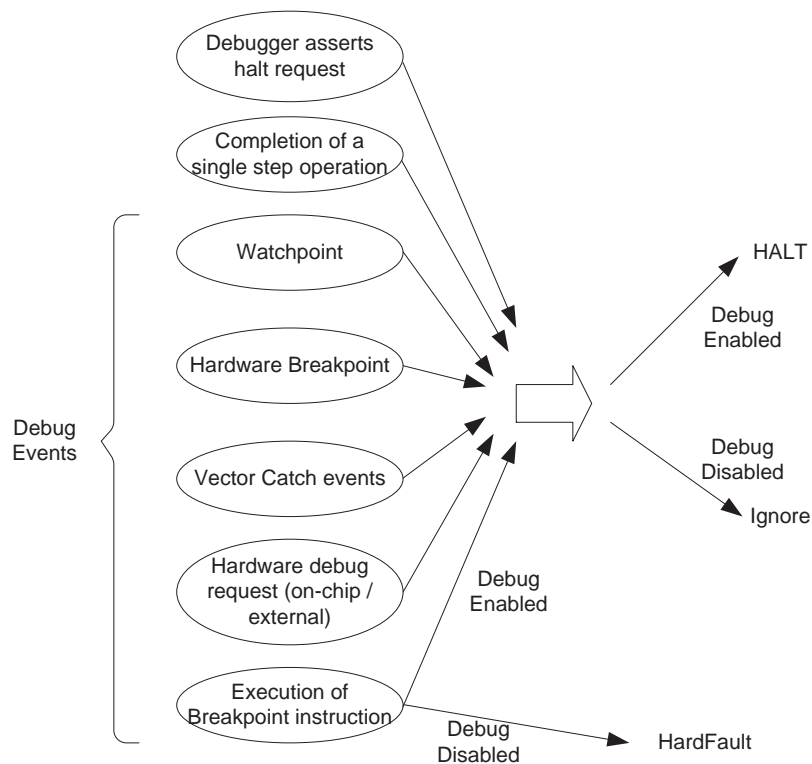 Debugger asserts
halt request
Completion of a
single step operation
Watchpoint
HALT
Debug
Enabled
Hardware Breakpoint
Debug
Events
Debug
Disabled
Vector Catch events
Ignore
Hardware debug
request (on-chip /
external)
Debug
Enabled
Execution of
Breakpoint instruction
Debug
Disabled
HardFault